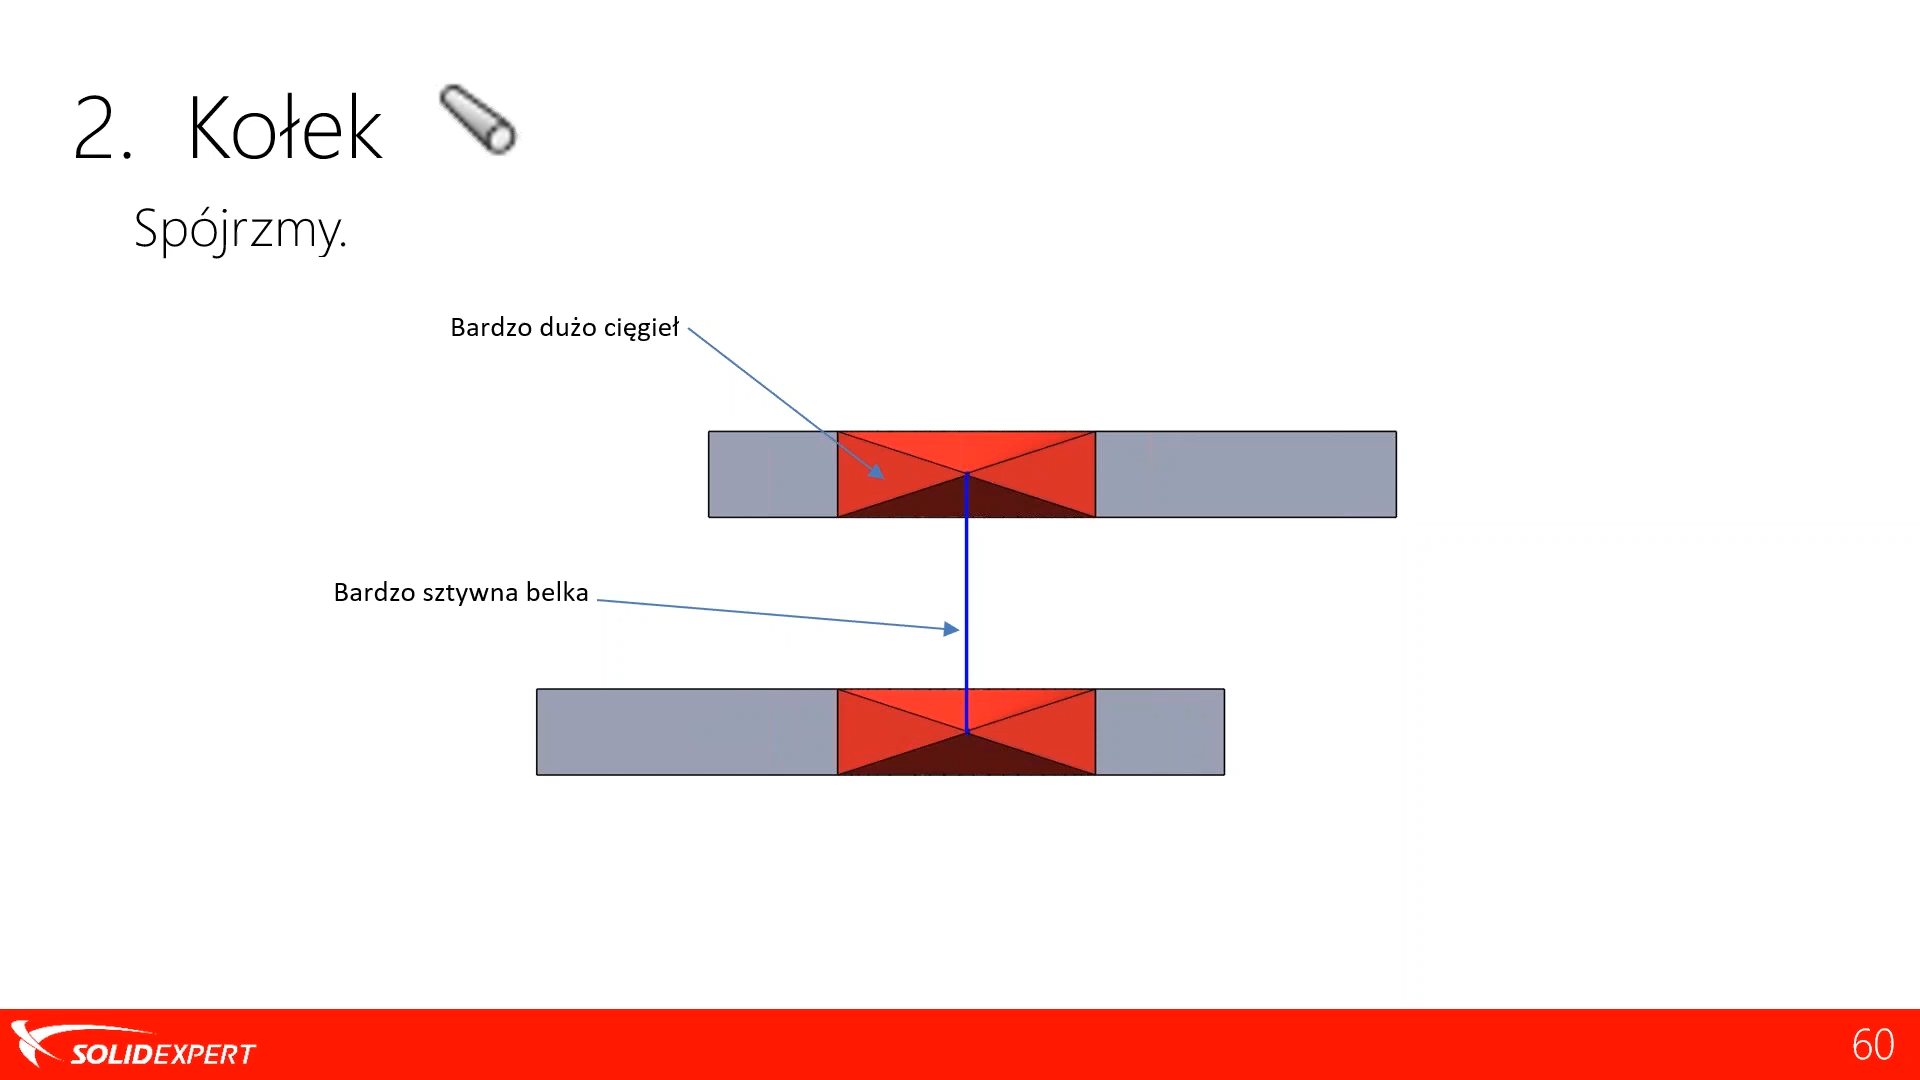 2. Kołek
Spójrzmy.
Bardzo dużo cięgieł
Bardzo sztywna belka
SOLIDEXPERT
60